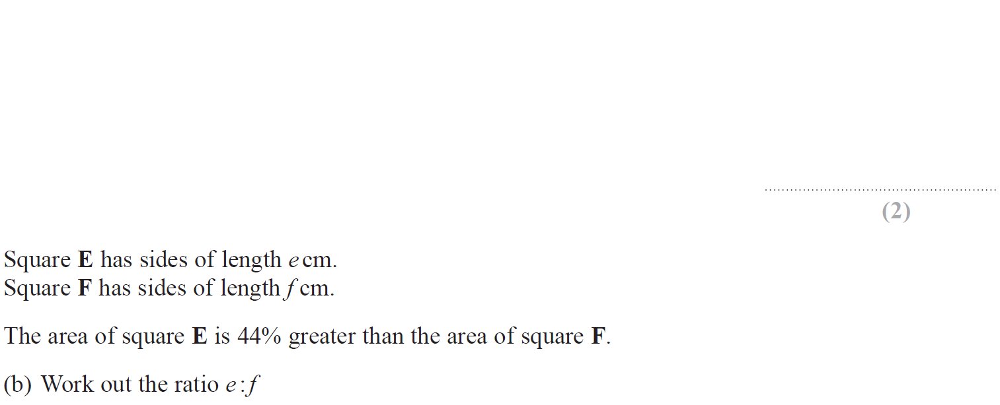 (2)
Square E has sides of length e cm.
Square F has sides of length f cm.
The area of square E is 44% greater than the area of square F.
(b) Work out the ratio e:f